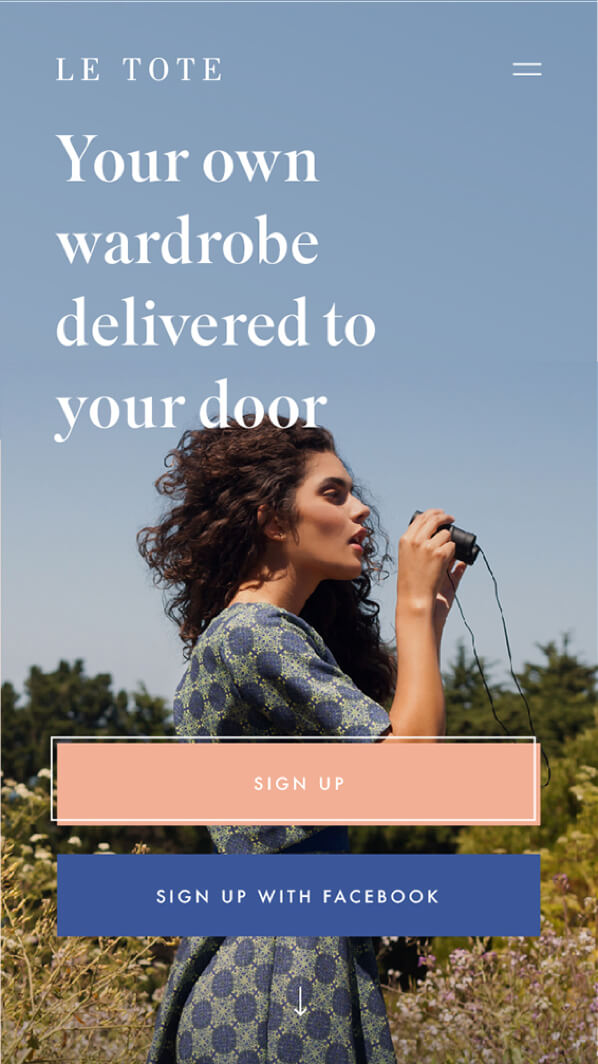 LE TOTE
Your own
wardrobe
delivered to
your door
SIGN UP
SIGN UP WITH FACEBOOK